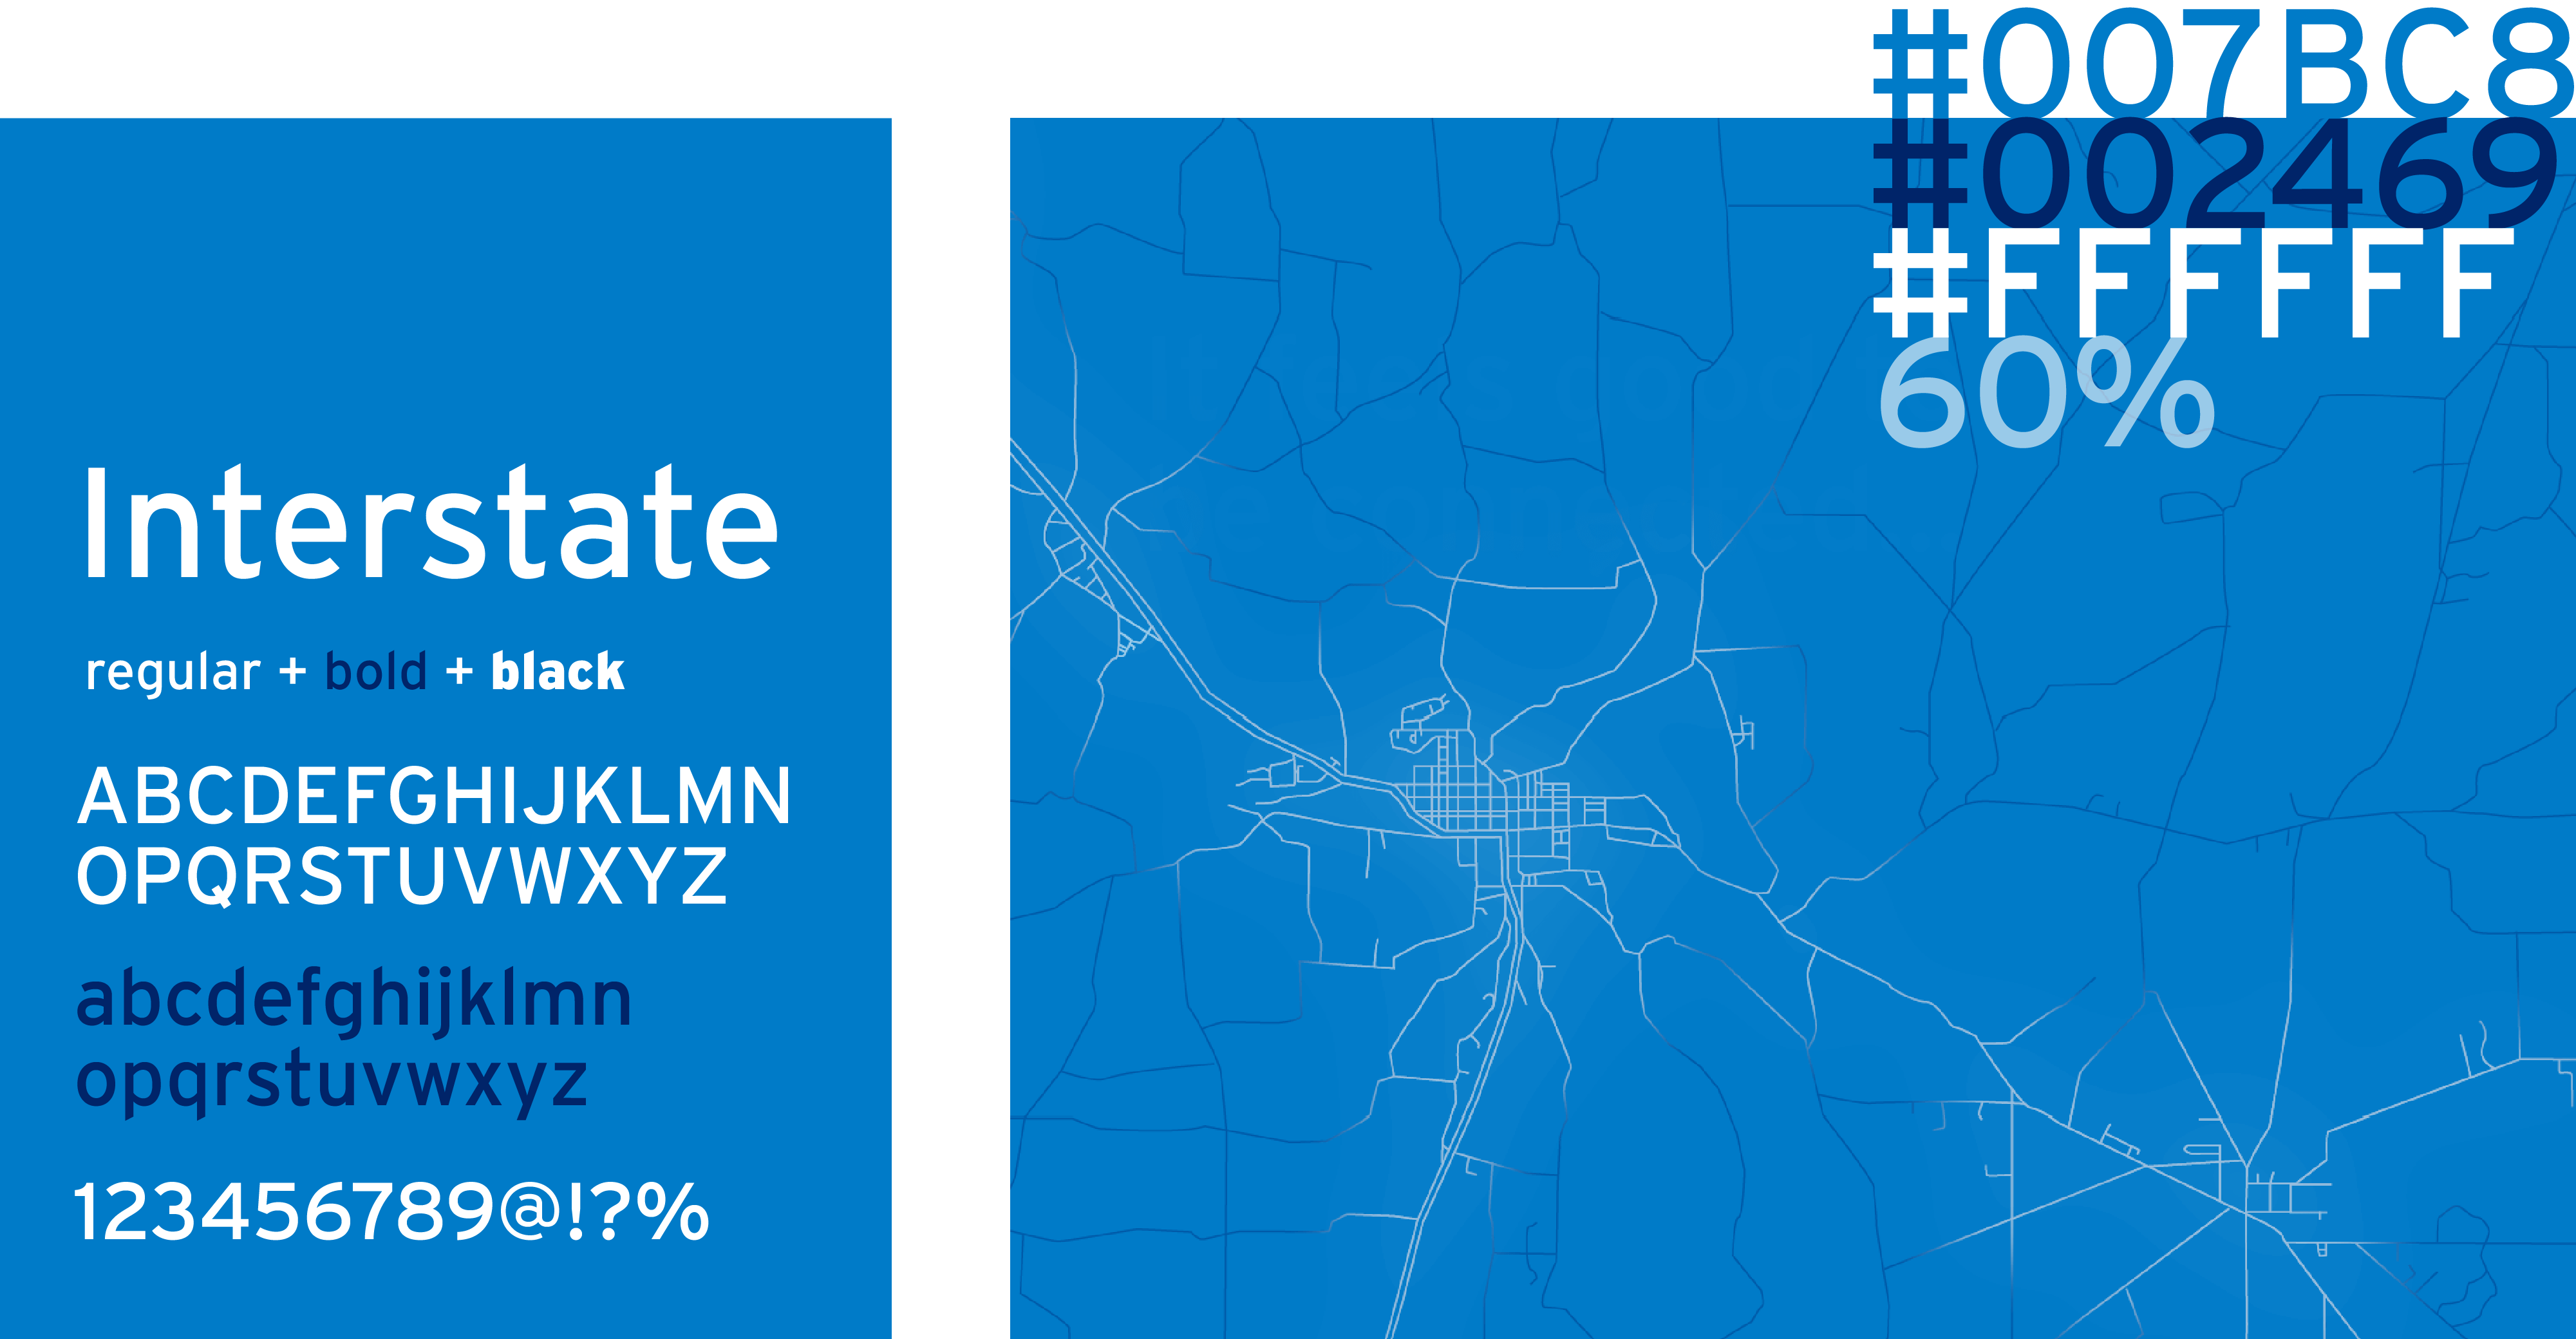 #007BC8
#002469
#FFFFFF
60%
Interstate
regular + bold + black
ABCDEFGHIJKLMN
OPQRSTUVWXYZ
abcdefghijklmn
opqrstuvwxyz
123456789@!?%